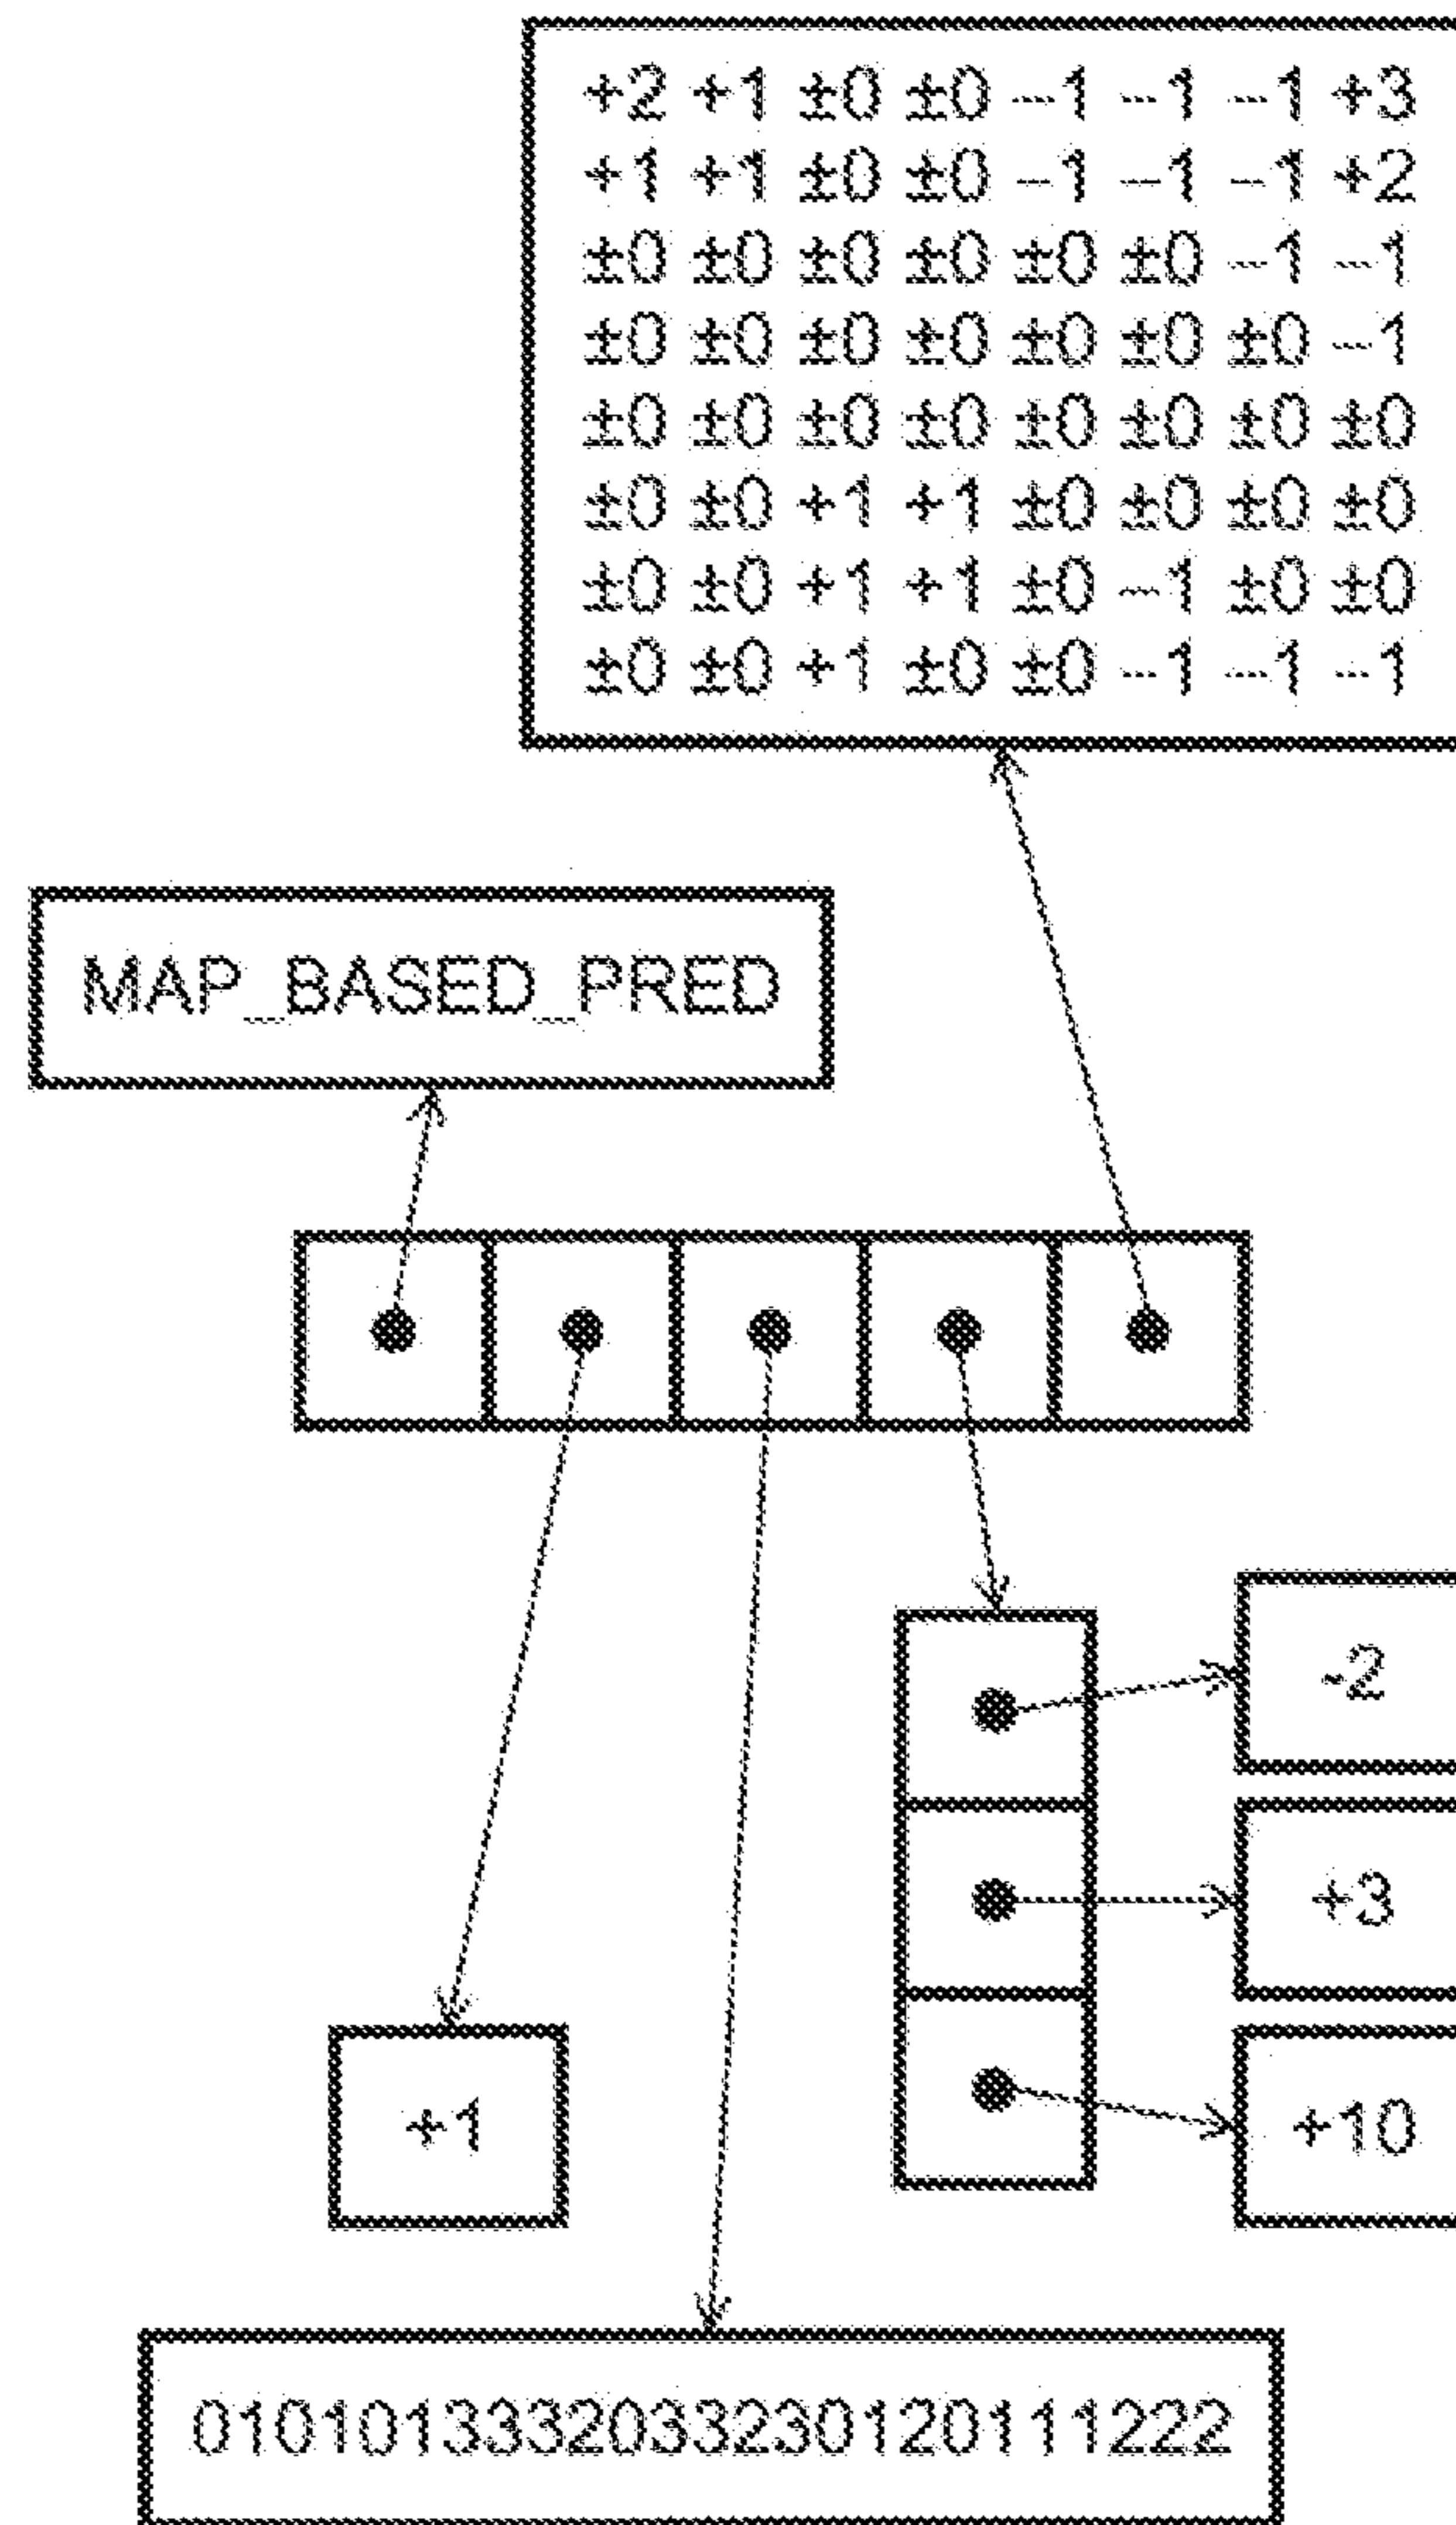 +2 +1 ±0 ±0 –1 –1 –1 +3
+1 +1 ±0 ±0 –1 –1 –1 +2
±0 ±0 ±0 ±0 ±0 ±0 –1 –1
±0 ±0 ±0 ±0 ±0 ±0 ±0 –1
±0 ±0 ±0 ±0 ±0 ±0 ±0 ±0
±0 ±0 +1 +1 ±0 ±0 ±0 ±0
±0 ±0 +1 +1 ±0 –1 ±0 ±0
±0 ±0 +1 ±0 ±0 –1 –1 –1
MAP_BASED_PRED
-2
+3
+1
+10
0101013332033230120111222